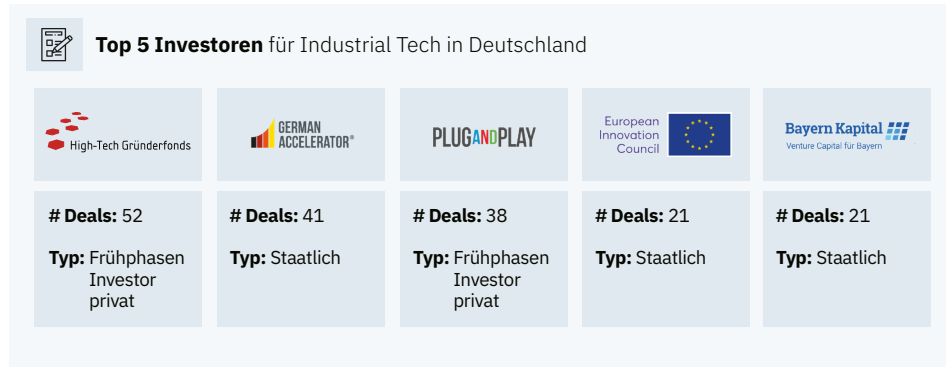 Top 5 Investoren für Industrial Tech in Deutschland
High-Tech Gründerfonds
GERMAN
ACCELERATOR®
PLUGANDPLAY
European
Innovation
Council
Bayern Kapital
Venture Capital für Bayern
# Deals: 52
Typ: Frühphasen
Investor
privat
# Deals: 41
Typ: Staatlich
# Deals: 38
Typ: Frühphasen
Investor
privat
# Deals: 21
Typ: Staatlich
# Deals: 21
Typ: Staatlich